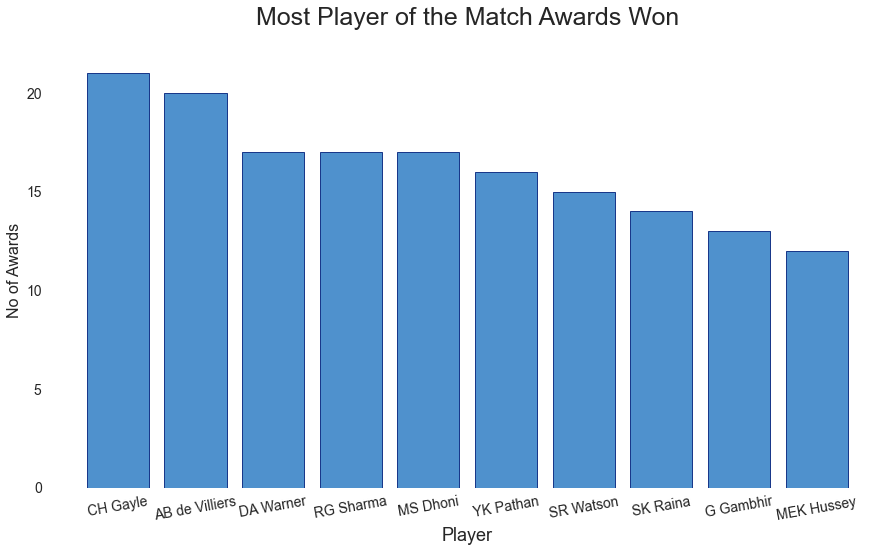 Most Player of the Match Awards Won
No of Awards
20
15
10
5
0
CH Gayle
AB de Villiers
DA Warner
RG Sharma
MS Dhoni
YK Pathan
SR Watson
SK Raina
G Gambhir
MEK Hussey
Player